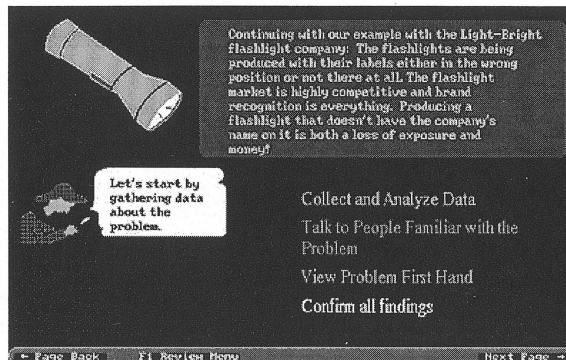 Continuing with our example with the Light-Bright
flashlight company: The flashlights are being
produced with their labels either in the wrong
position or not there at all. The flashlight
market is highly competitive and brand
recognition is everything. Producing a
flashlight that doesn't have the company's
name on it is both a loss of exposure and
money!
Let's start by
gathering data
about the
problem.
Collect and Analyze Data
Talk to People Familiar with the
Problem
View Problem First Hand
Confirm all findings
← Page Back F1 Review Menu Next Page →